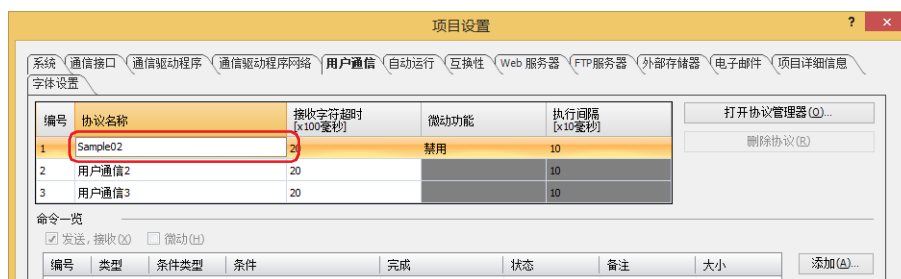 项目设置
? ×
系统 通信接口 通信驱动程序 通信驱动程序网络 用户通信 自动运行 互换性 Web 服务器 FTP服务器 外部存储器 电子邮件 项目详细信息
字体设置
编号 协议名称 接收字符超时 微动功能 执行间隔 打开协议管理器(O)...
[x100毫秒] [x10毫秒]
1 Sample02 20 禁用 10 删除协议(R)
2 用户通信2 20 10
3 用户通信3 20 10
命令一览
发送, 接收(X) 微动(H)
编号 类型 条件类型 条件 完成 状态 备注 大小 添加(A)...